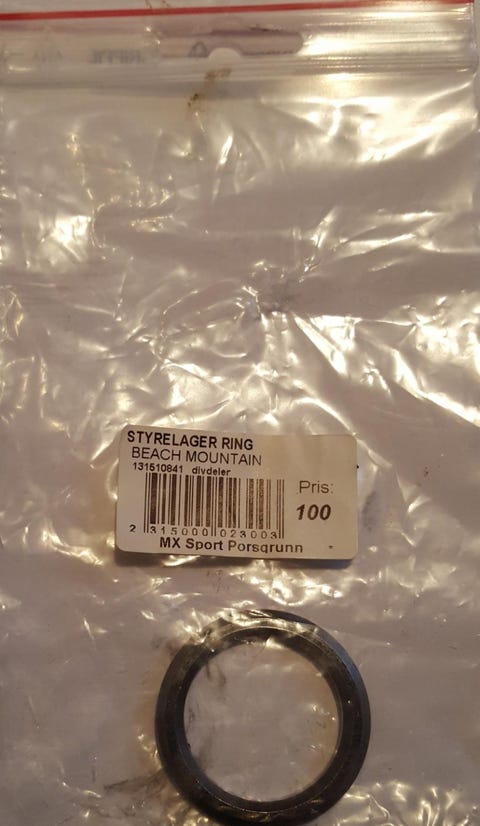 STYRELAGER RING
BEACH MOUNTAIN
131510841 divdeler
Pris:
100
2 315000 023003
MX Sport Porsgrunn